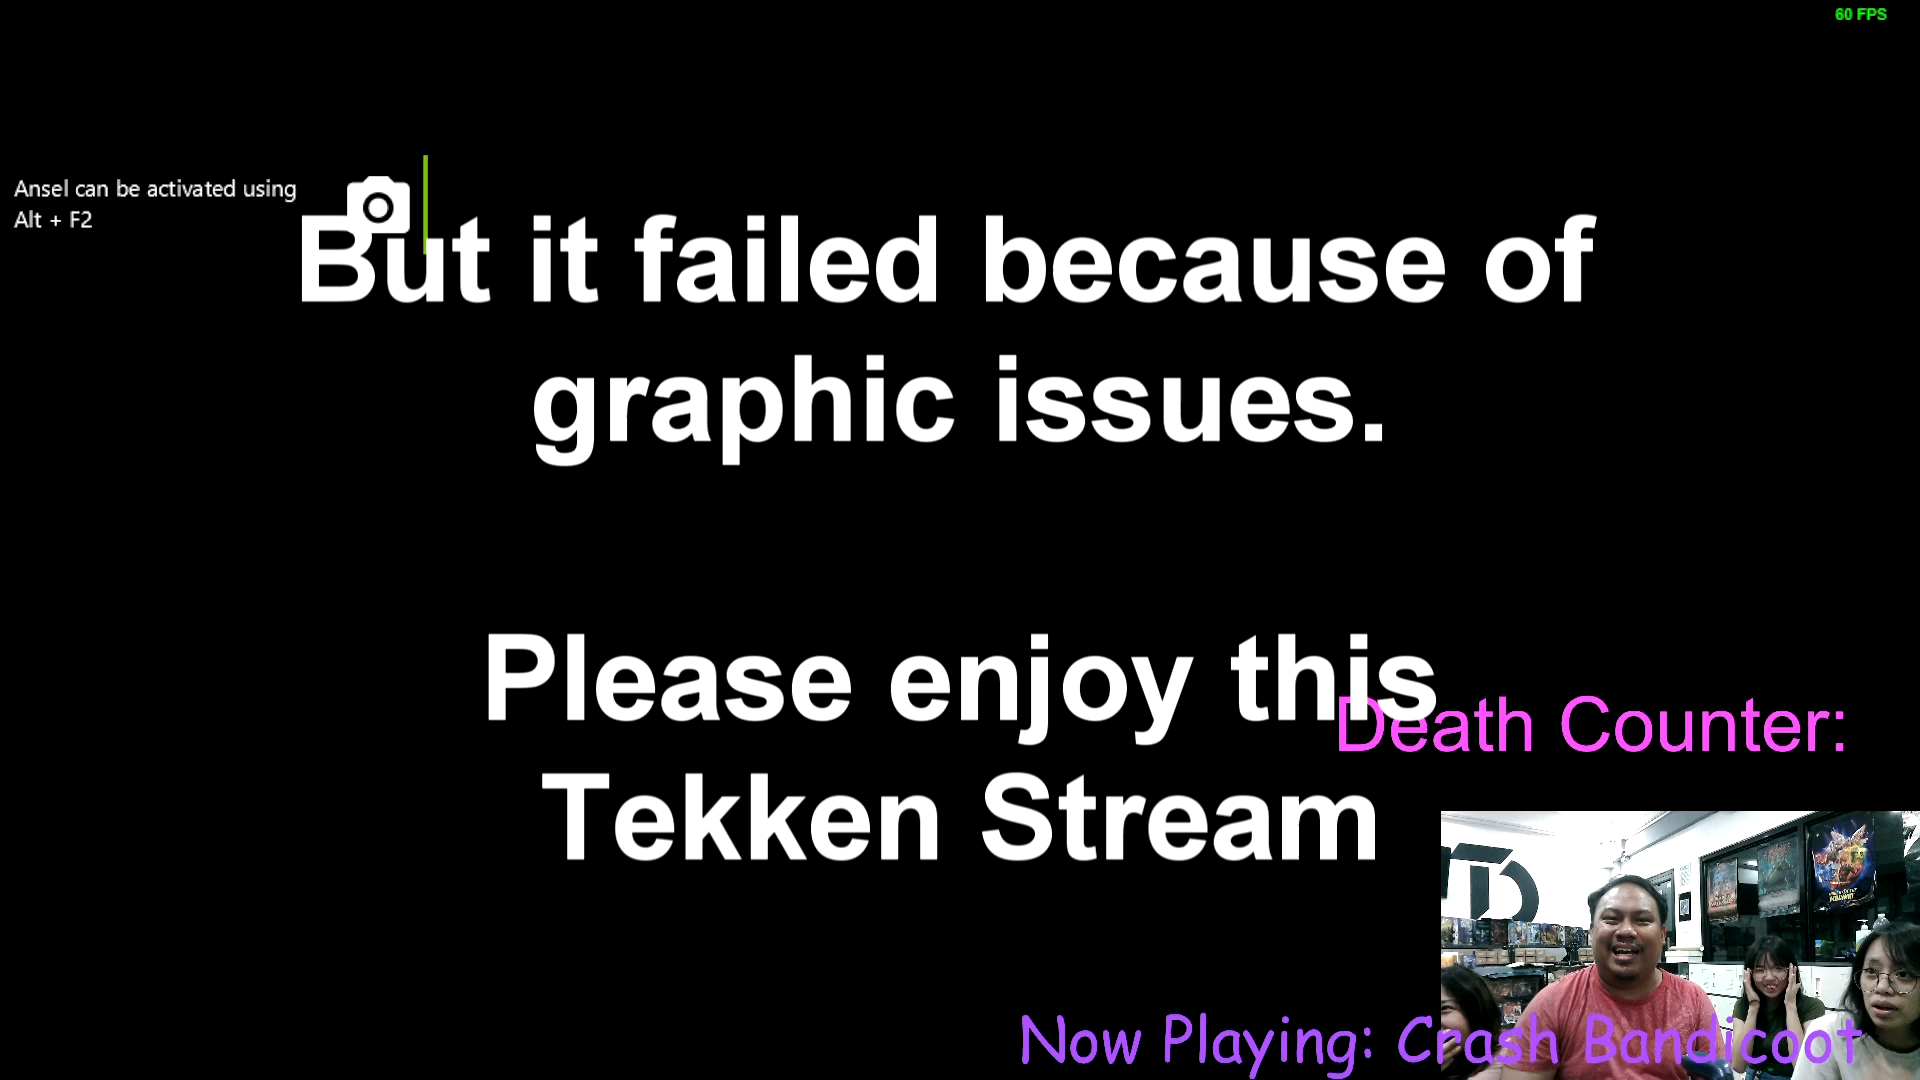 60 FPS
Ansel can be activated using
Alt + F2
But it failed because of
graphic issues.
Please enjoy this
Tekken Stream
Death Counter:
Now Playing: Crash Bandicoot